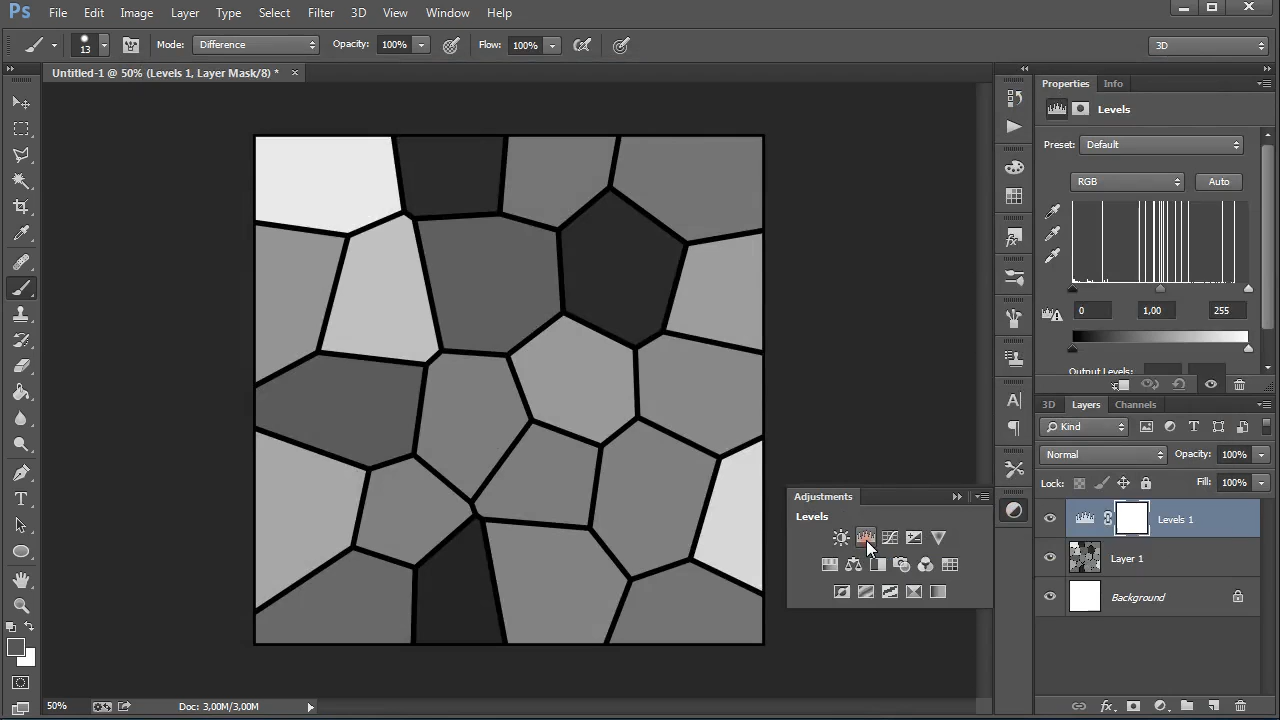 Ps File Edit Image Layer Type Select Filter 3D View Window Help
13 Mode: Difference Opacity: 100% Flow: 100% 3D
Untitled-1 @ 50% (Levels 1, Layer Mask/8) * ×
Properties Info
Levels
Preset: Default
RGB Auto
0 1,00 255
Output Levels:
3D Layers Channels
Kind
Normal Opacity: 100%
Lock: Fill: 100%
Levels 1
Layer 1
Background
Adjustments
Levels
50% Doc: 3,00M/3,00M